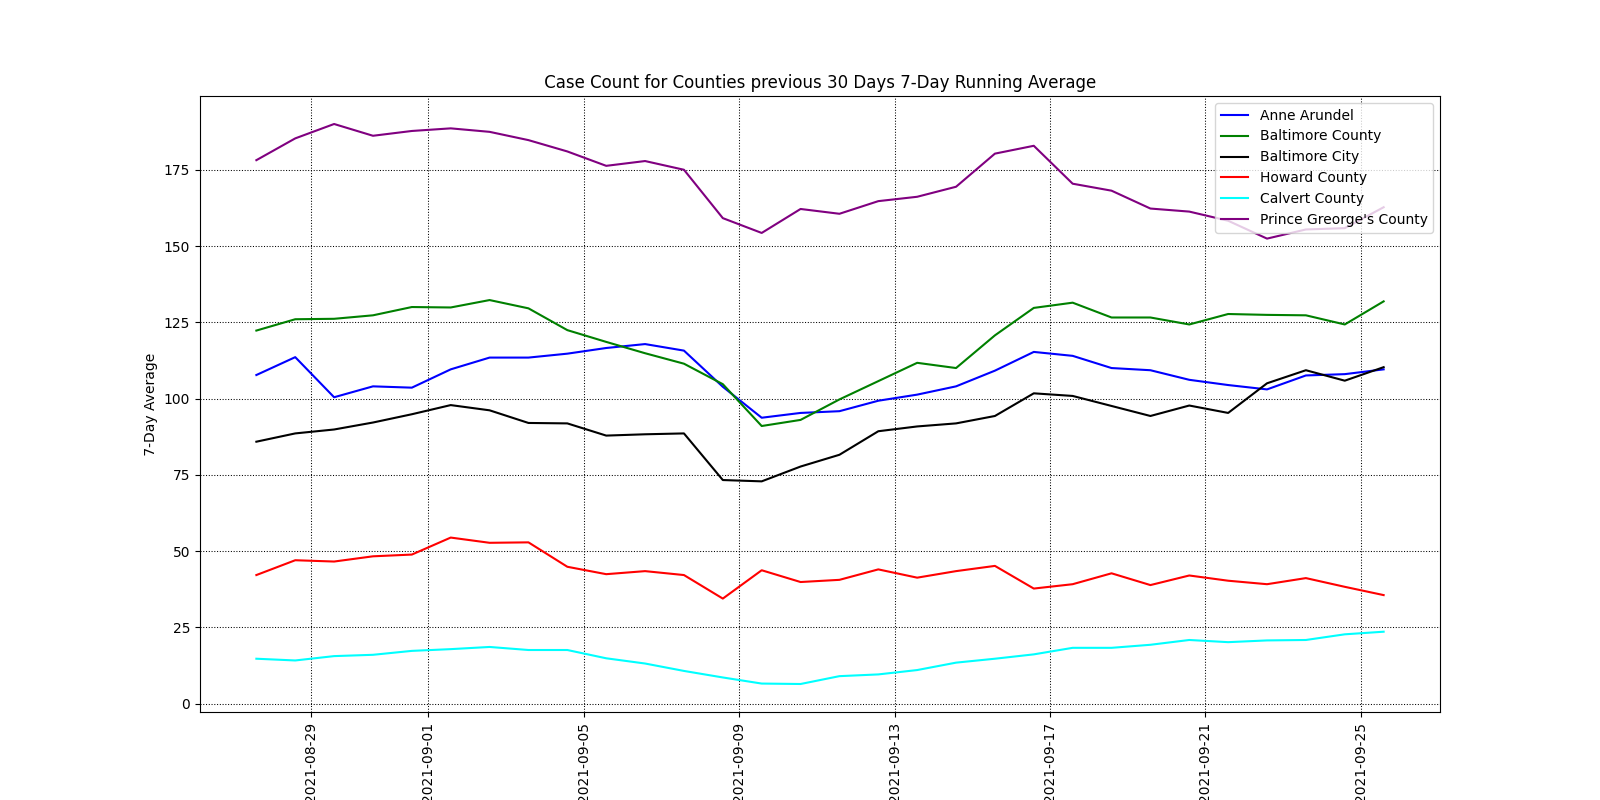 Case Count for Counties previous 30 Days 7-Day Running Average
Anne Arundel
Baltimore County
Baltimore City
Howard County
Calvert County
Prince Greorge's County
7-Day Average
175
150
125
100
75
50
25
0
2021-08-29
2021-09-01
2021-09-05
2021-09-09
2021-09-13
2021-09-17
2021-09-21
2021-09-25